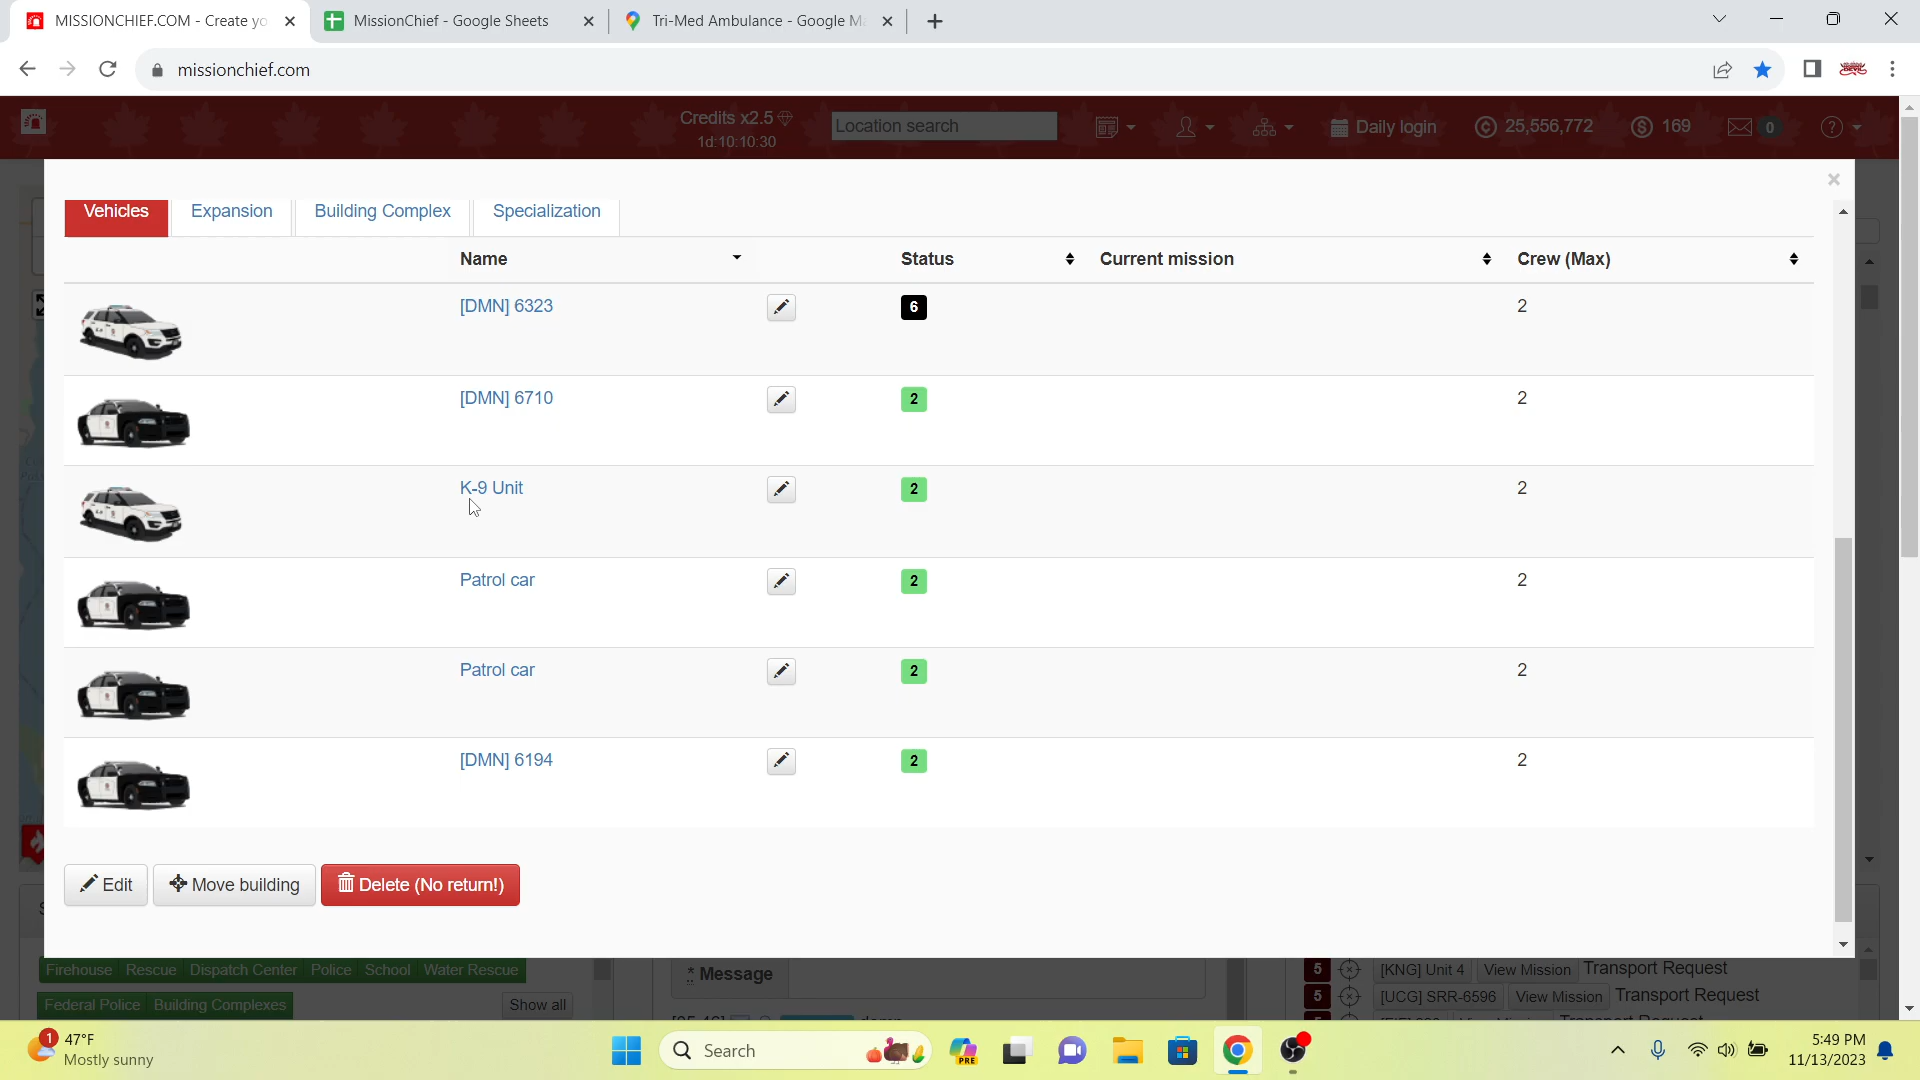 MISSIONCHIEF.COM - Create yo
MissionChief - Google Sheets
Tri-Med Ambulance - Google Ma
missionchief.com
Credits x2.5
1d 10:10:30
Location search
Daily login
25,556,772
169
0
Vehicles
Expansion
Building Complex
Specialization
Name
Status
Current mission
Crew (Max)
[DMN] 6323
6
2
[DMN] 6710
2
2
K-9 Unit
2
2
Patrol car
2
2
Patrol car
2
2
[DMN] 6194
2
2
Edit
Move building
Delete (No return!)
Firehouse Rescue Dispatch Center Police School Water Rescue
Federal Police Building Complexes
Show all
* Message
5 [KNG] Unit 4 View Mission Transport Request
5 [UCG] SRR-6596 View Mission Transport Request
1
47°F
Mostly sunny
Search
PRE
5:49 PM
11/13/2023